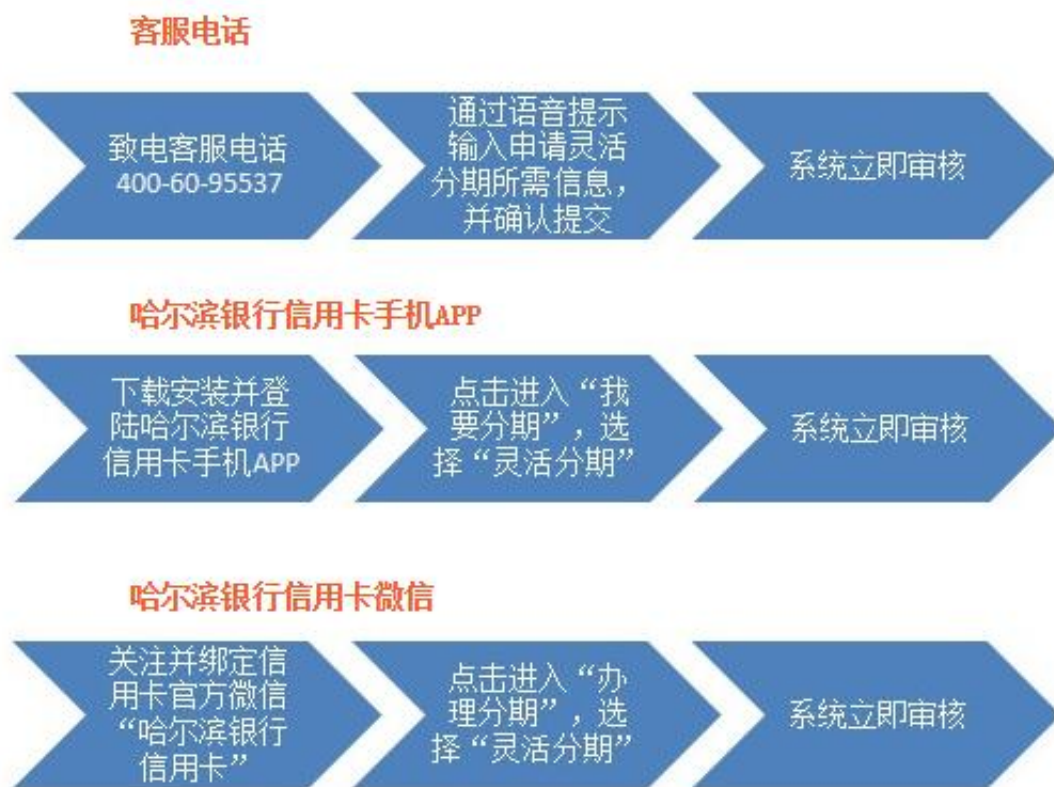 客服电话
致电客服电话
400-60-95537
通过语音提示
输入申请灵活
分期所需信息，
并确认提交
系统立即审核
哈尔滨银行信用卡手机APP
下载安装并登
陆哈尔滨银行
信用卡手机APP
点击进入“我
要分期”，选
择“灵活分期”
系统立即审核
哈尔滨银行信用卡微信
关注并绑定信
用卡官方微信
“哈尔滨银行
信用卡”
点击进入“办
理分期”，选
择“灵活分期”
系统立即审核